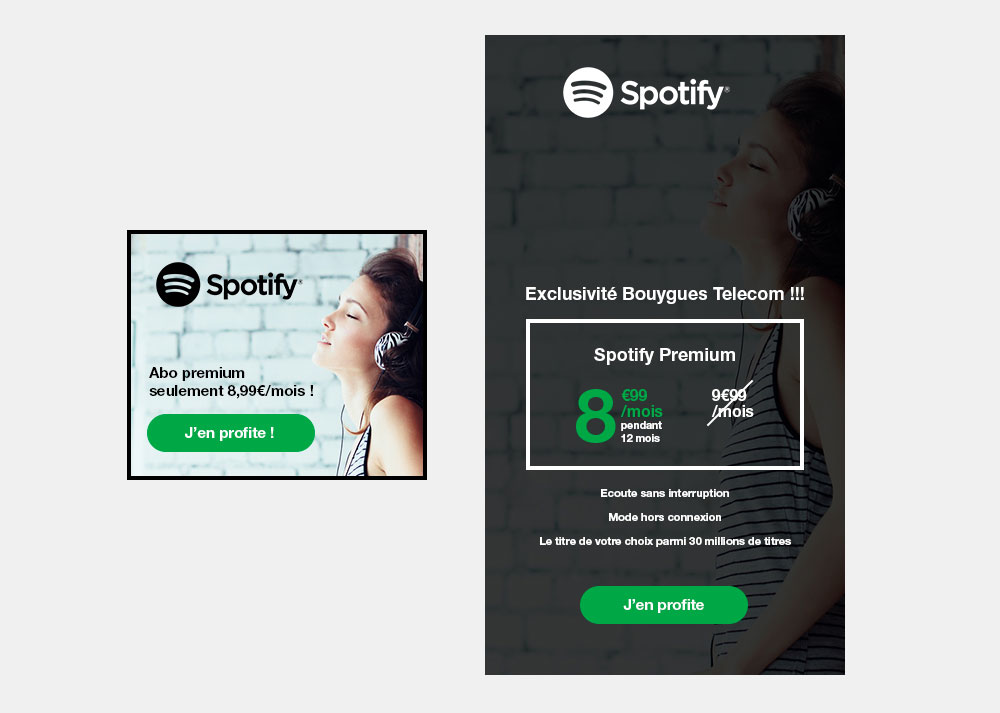 Spotify®
Abo premium
seulement 8,99€/mois !
J'en profite !
Spotify®
Exclusivité Bouygues Telecom !!!
Spotify Premium
8 €99
/mois
pendant
12 mois
9€99
/mois
Ecoute sans interruption
Mode hors connexion
Le titre de votre choix parmi 30 millions de titres
J'en profite